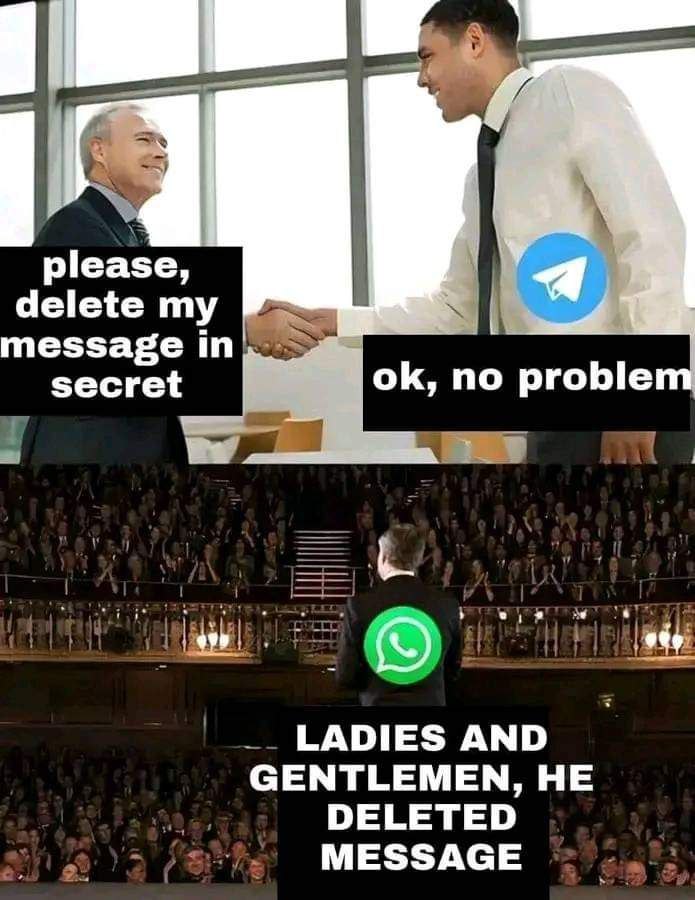 please,
delete my
message in
secret
ok, no problem
LADIES AND
GENTLEMEN, HE
DELETED
MESSAGE